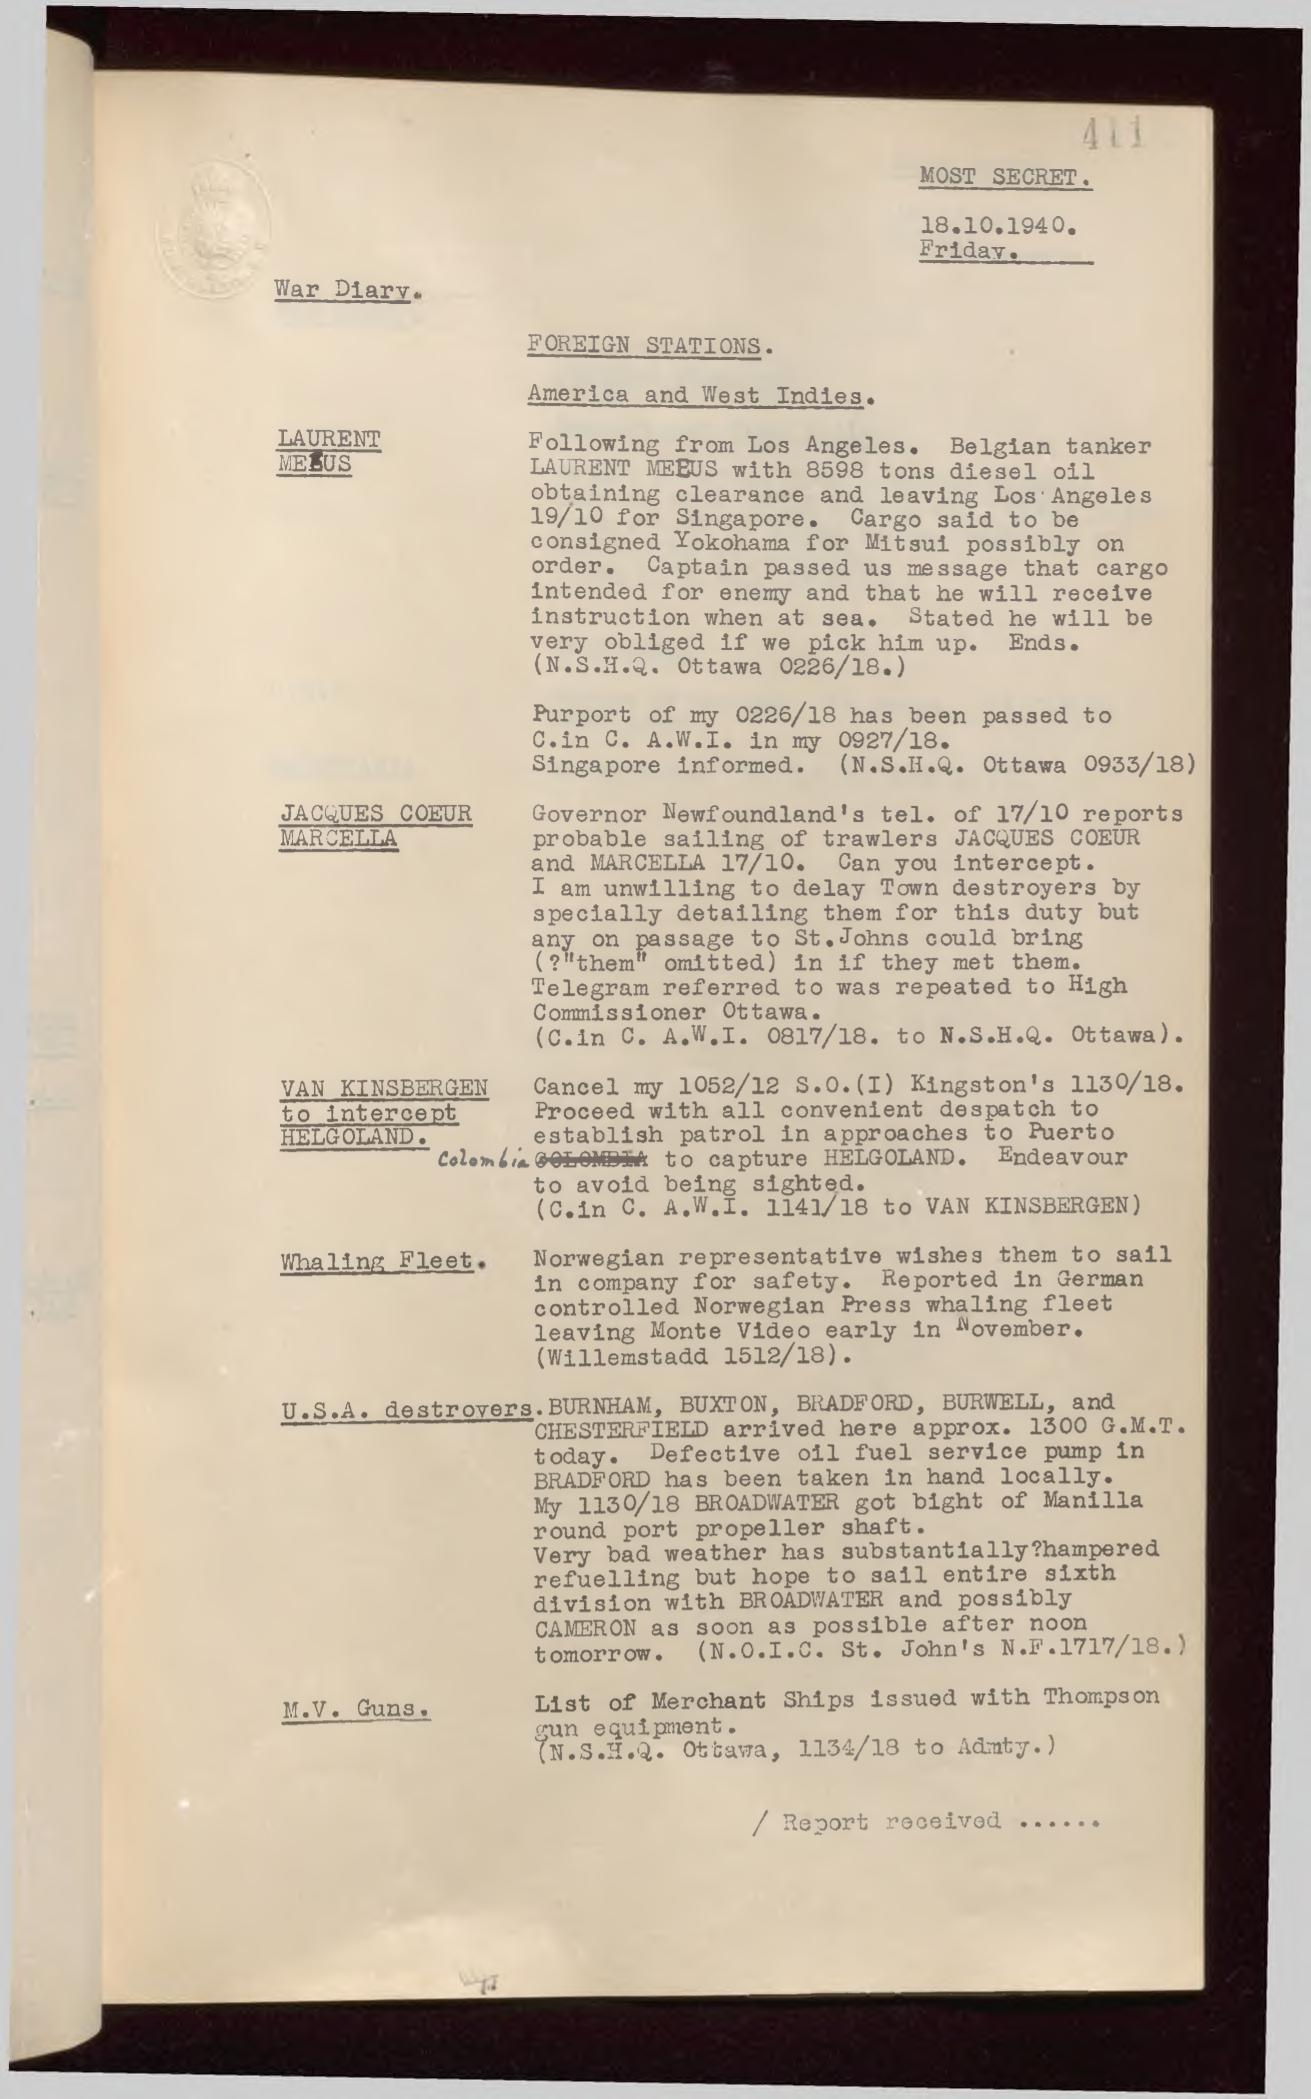 411
MOST SECRET.
18.10.1940.
Friday.
War Diary.
FOREIGN STATIONS.
America and West Indies.
LAURENT
MEEUS
Following from Los Angeles. Belgian tanker
LAURENT MEEUS with 8598 tons diesel oil
obtaining clearance and leaving Los Angeles
19/10 for Singapore. Cargo said to be
consigned Yokohama for Mitsui possibly on
order. Captain passed us message that cargo
intended for enemy and that he will receive
instruction when at sea. Stated he will be
very obliged if we pick him up. Ends.
(N.S.H.Q. Ottawa 0226/18.)
Purport of my 0226/18 has been passed to
C.in C. A.W.I. in my 0927/18.
Singapore informed. (N.S.H.Q. Ottawa 0933/18)
JACQUES COEUR
MARCELLA
Governor Newfoundland's tel. of 17/10 reports
probable sailing of trawlers JACQUES COEUR
and MARCELLA 17/10. Can you intercept.
I am unwilling to delay Town destroyers by
specially detailing them for this duty but
any on passage to St.Johns could bring
(?"them" omitted) in if they met them.
Telegram referred to was repeated to High
Commissioner Ottawa.
(C.in C. A.W.I. 0817/18. to N.S.H.Q. Ottawa).
VAN KINSBERGEN
to intercept
HELGOLAND.
Cancel my 1052/12 S.O.(I) Kingston's 1130/18.
Proceed with all convenient despatch to
establish patrol in approaches to Puerto
Colombia COLOMBIA to capture HELGOLAND. Endeavour
to avoid being sighted.
(C.in C. A.W.I. 1141/18 to VAN KINSBERGEN)
Whaling Fleet.
Norwegian representative wishes them to sail
in company for safety. Reported in German
controlled Norwegian Press whaling fleet
leaving Monte Video early in November.
(Willemstadd 1512/18).
U.S.A. destroyers. BURNHAM, BUXTON, BRADFORD, BURWELL, and
CHESTERFIELD arrived here approx. 1300 G.M.T.
today. Defective oil fuel service pump in
BRADFORD has been taken in hand locally.
My 1130/18 BROADWATER got bight of Manilla
round port propeller shaft.
Very bad weather has substantially?hampered
refuelling but hope to sail entire sixth
division with BROADWATER and possibly
CAMERON as soon as possible after noon
tomorrow. (N.O.I.C. St. John's N.F.1717/18.)
M.V. Guns.
List of Merchant Ships issued with Thompson
gun equipment.
(N.S.H.Q. Ottawa, 1134/18 to Admty.)
/ Report received ......